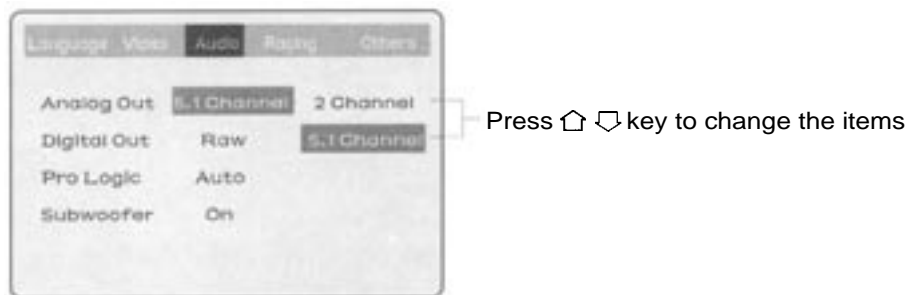 Language Video Audio Rating Others
Analog Out 5.1 Channel 2 Channel
Digital Out Raw 5.1 Channel
Pro Logic Auto
Subwoofer On
Press ⇧ ⇩ key to change the items